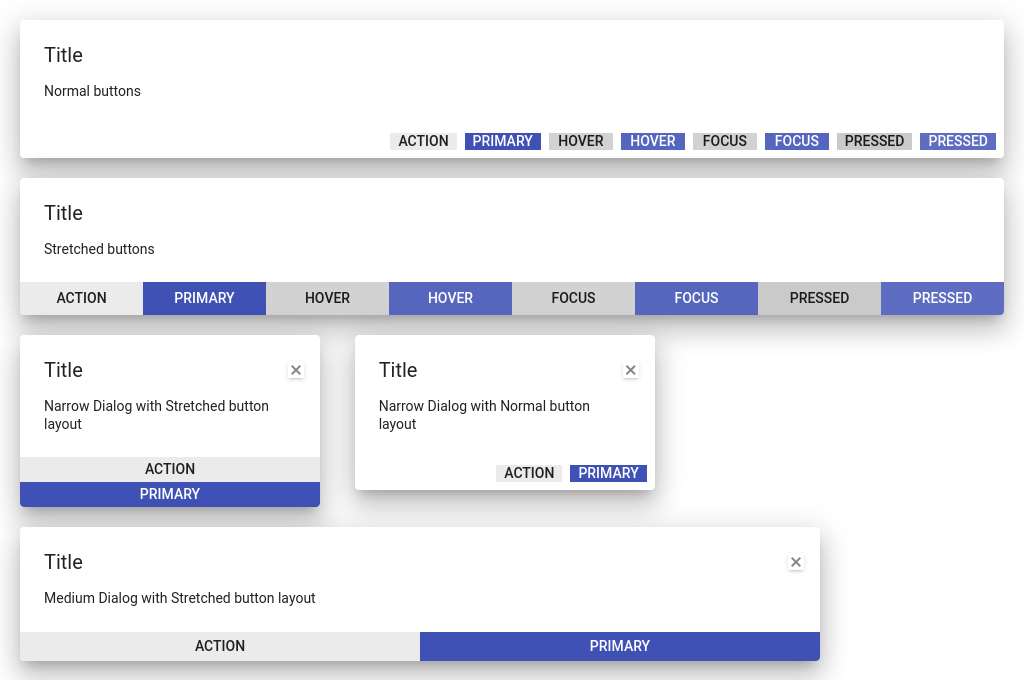 Title
Normal buttons
ACTION PRIMARY HOVER HOVER FOCUS FOCUS PRESSED PRESSED
Title
Stretched buttons
ACTION PRIMARY HOVER HOVER FOCUS FOCUS PRESSED PRESSED
Title
Narrow Dialog with Stretched button
layout
ACTION
PRIMARY
Title
Narrow Dialog with Normal button
layout
ACTION PRIMARY
Title
Medium Dialog with Stretched button layout
ACTION PRIMARY